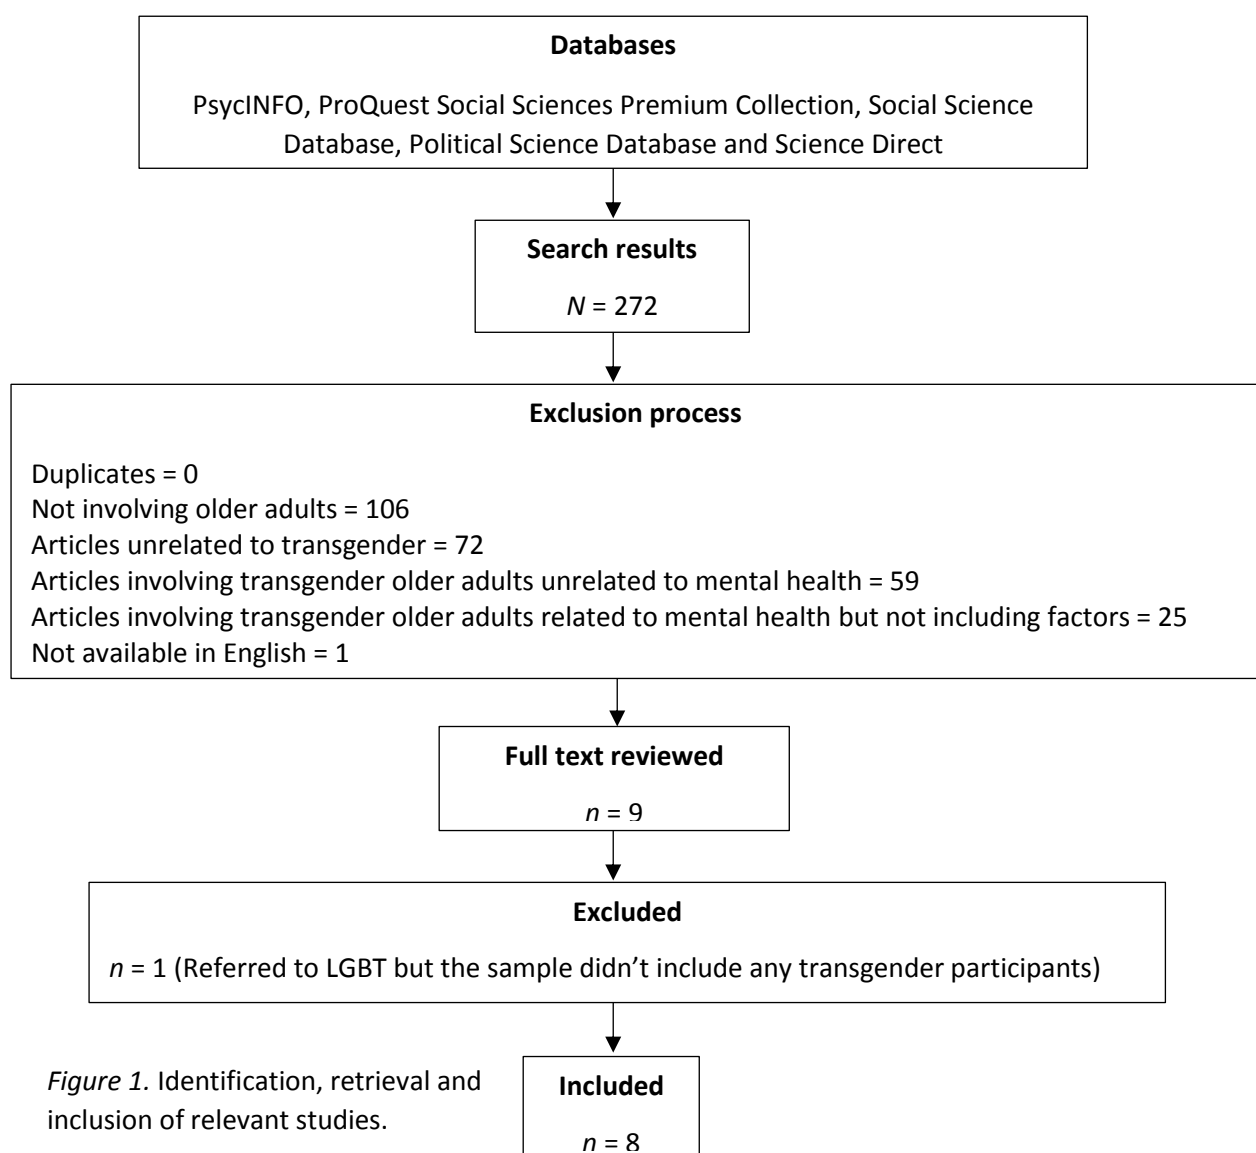 Databases
PsycINFO, ProQuest Social Sciences Premium Collection, Social Science
Database, Political Science Database and Science Direct
Search results
N = 272
Exclusion process
Duplicates = 0
Not involving older adults = 106
Articles unrelated to transgender = 72
Articles involving transgender older adults unrelated to mental health = 59
Articles involving transgender older adults related to mental health but not including factors = 25
Not available in English = 1
Full text reviewed
n = 9
Excluded
n = 1 (Referred to LGBT but the sample didn't include any transgender participants)
Figure 1. Identification, retrieval and
inclusion of relevant studies.
Included
n = 8